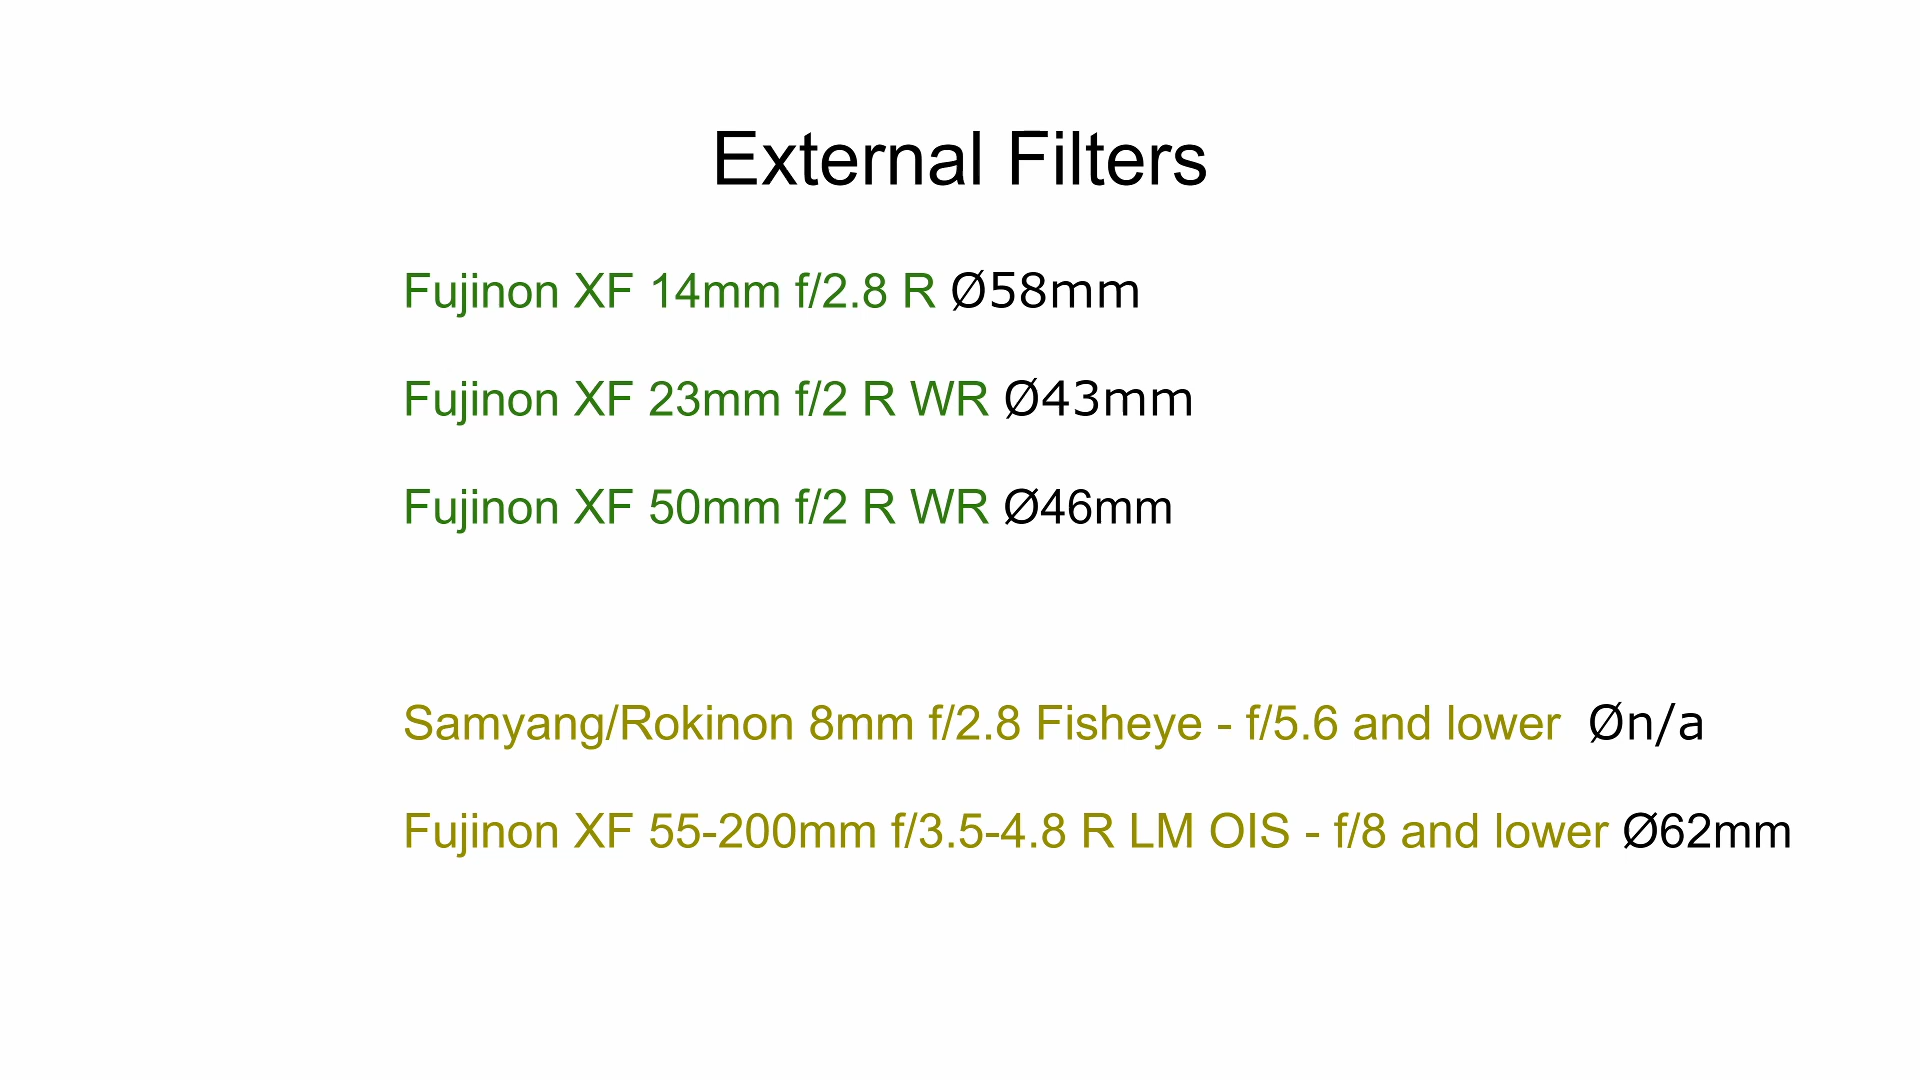 External Filters
Fujinon XF 14mm f/2.8 R Ø58mm
Fujinon XF 23mm f/2 R WR Ø43mm
Fujinon XF 50mm f/2 R WR Ø46mm
Samyang/Rokinon 8mm f/2.8 Fisheye - f/5.6 and lower Øn/a
Fujinon XF 55-200mm f/3.5-4.8 R LM OIS - f/8 and lower Ø62mm